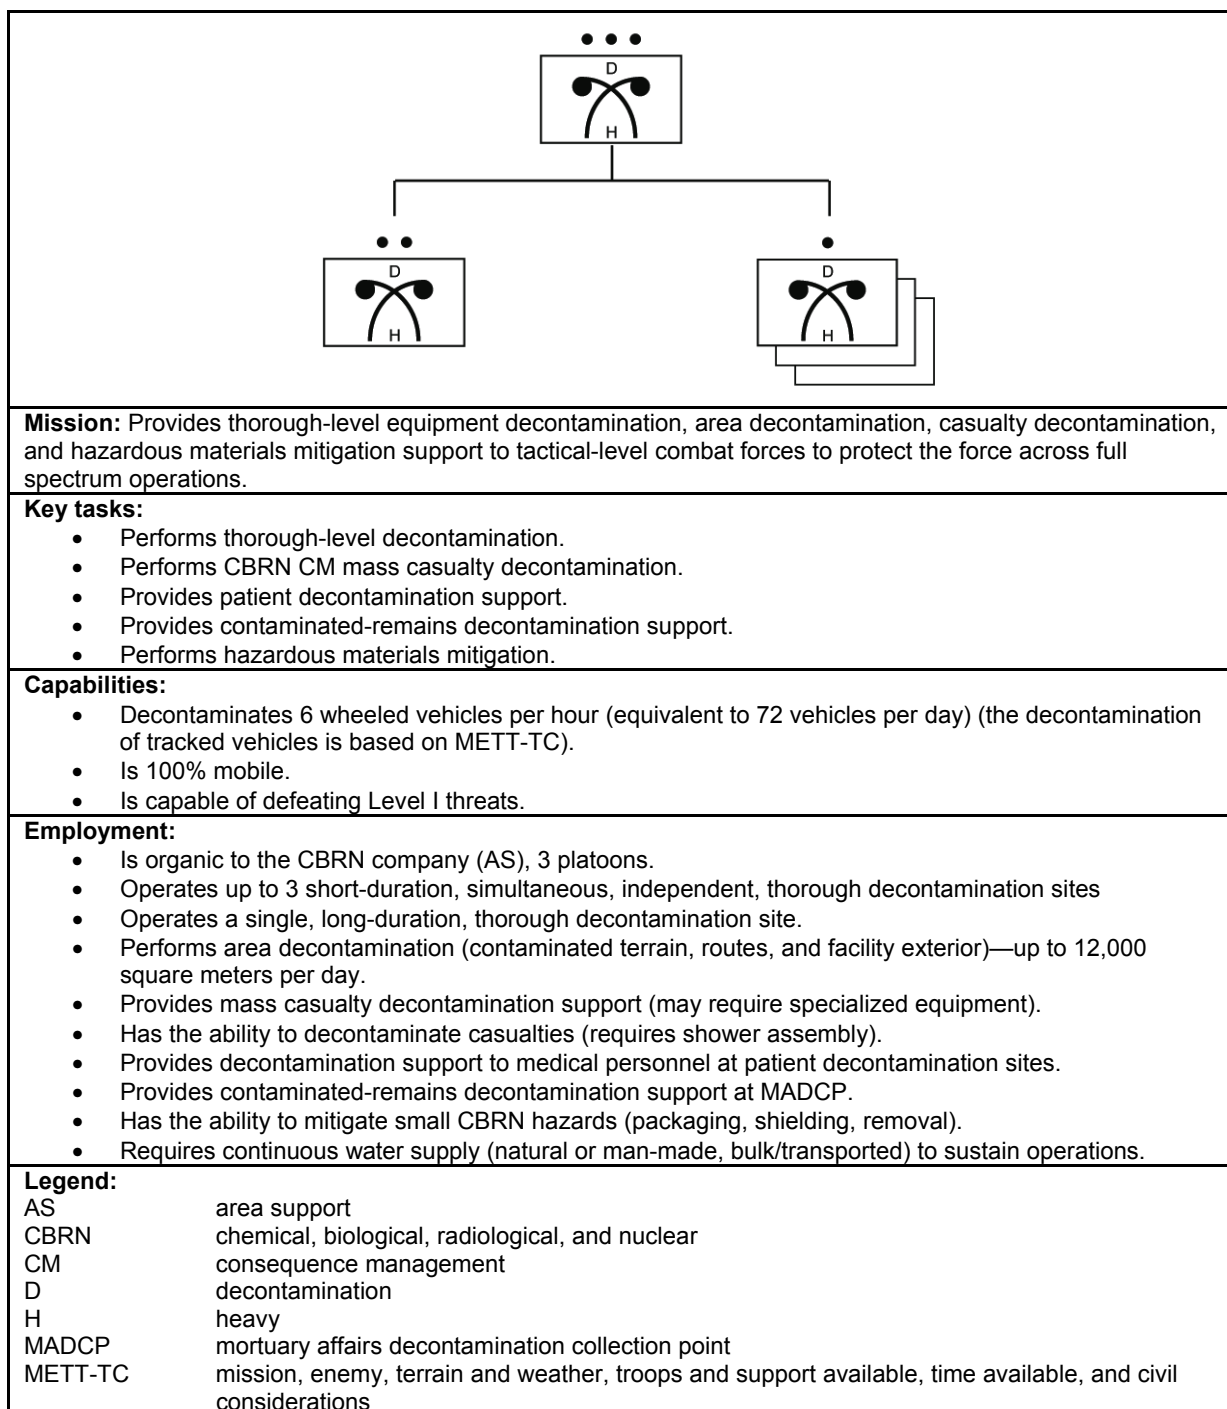 D
H
D
H
D
H
Mission: Provides thorough-level equipment decontamination, area decontamination, casualty decontamination,
and hazardous materials mitigation support to tactical-level combat forces to protect the force across full
spectrum operations.
Key tasks:
• Performs thorough-level decontamination.
• Performs CBRN CM mass casualty decontamination.
• Provides patient decontamination support.
• Provides contaminated-remains decontamination support.
• Performs hazardous materials mitigation.
Capabilities:
• Decontaminates 6 wheeled vehicles per hour (equivalent to 72 vehicles per day) (the decontamination
of tracked vehicles is based on METT-TC).
• Is 100% mobile.
• Is capable of defeating Level I threats.
Employment:
• Is organic to the CBRN company (AS), 3 platoons.
• Operates up to 3 short-duration, simultaneous, independent, thorough decontamination sites
• Operates a single, long-duration, thorough decontamination site.
• Performs area decontamination (contaminated terrain, routes, and facility exterior)—up to 12,000
square meters per day.
• Provides mass casualty decontamination support (may require specialized equipment).
• Has the ability to decontaminate casualties (requires shower assembly).
• Provides decontamination support to medical personnel at patient decontamination sites.
• Provides contaminated-remains decontamination support at MADCP.
• Has the ability to mitigate small CBRN hazards (packaging, shielding, removal).
• Requires continuous water supply (natural or man-made, bulk/transported) to sustain operations.
Legend:
AS area support
CBRN chemical, biological, radiological, and nuclear
CM consequence management
D decontamination
H heavy
MADCP mortuary affairs decontamination collection point
METT-TC mission, enemy, terrain and weather, troops and support available, time available, and civil
considerations